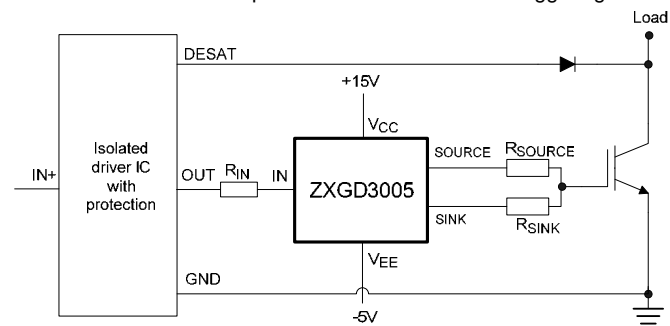 Load
DESAT
+15V
VCC
Isolated
driver IC
with
protection
IN+
OUT
RIN
IN
ZXGD3005
SOURCE
RSOURCE
SINK
RSINK
VEE
GND
-5V